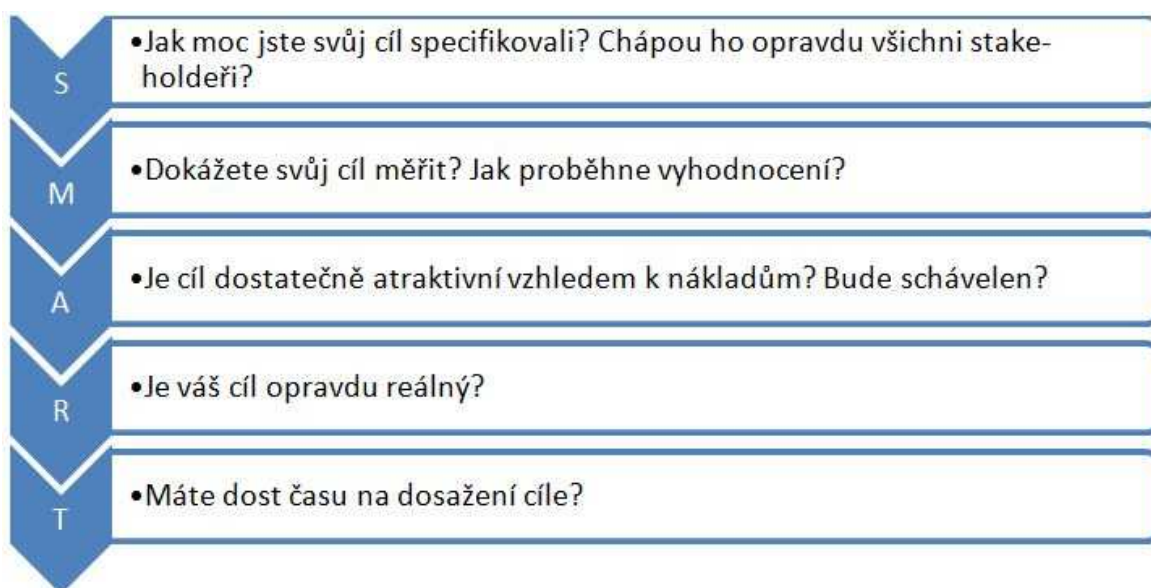 S
•Jak moc jste svůj cíl specifikovali? Chápou ho opravdu všichni stake-
holdeři?
M
•Dokážete svůj cíl měřit? Jak proběhne vyhodnocení?
A
•Je cíl dostatečně atraktivní vzhledem k nákladům? Bude schávelen?
R
•Je váš cíl opravdu reálný?
T
•Máte dost času na dosažení cíle?